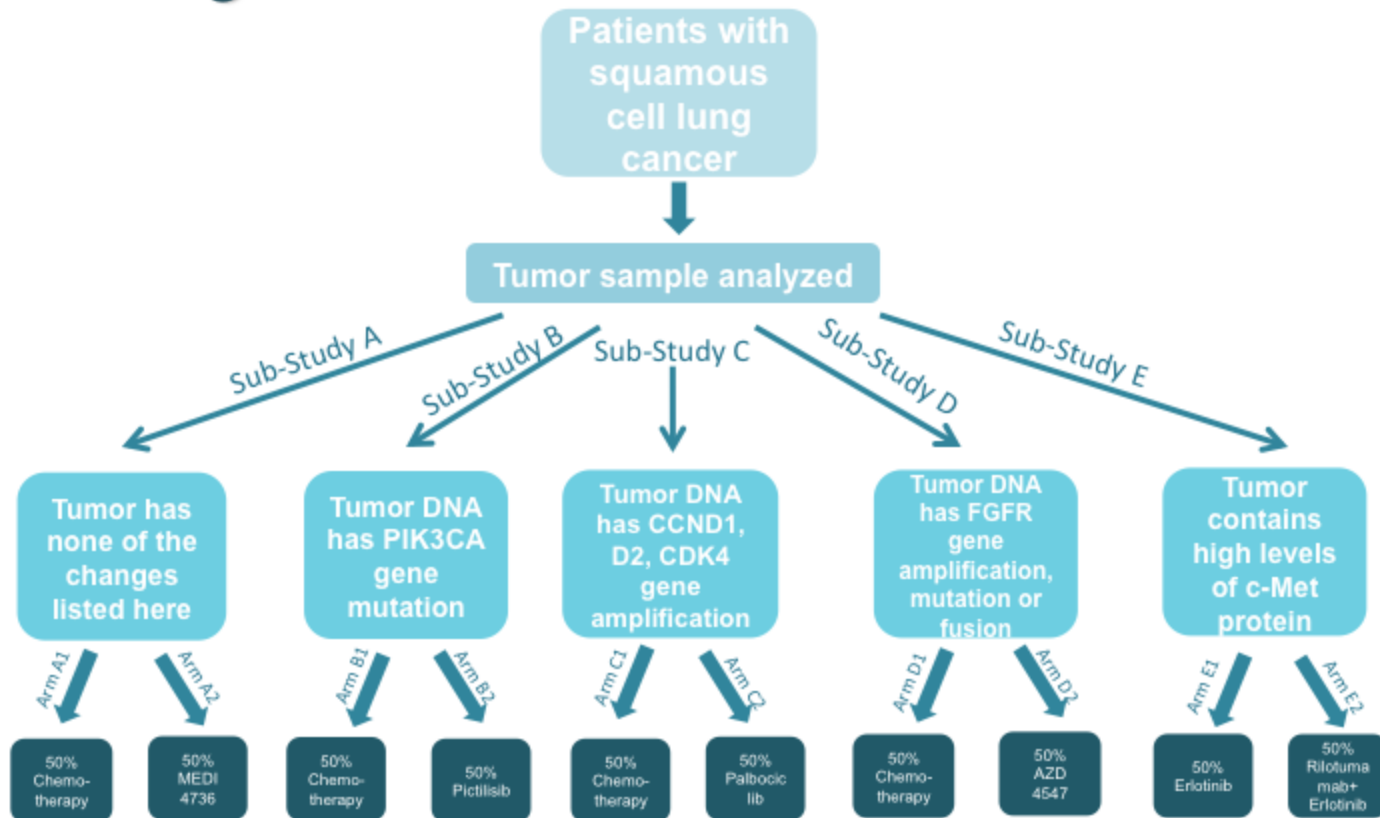 Patients with
squamous
cell lung
cancer
Tumor sample analyzed
Sub-Study A
Sub-Study B
Sub-Study C
Sub-Study D
Sub-Study E
Tumor has
none of the
changes
listed here
Tumor DNA
has PIK3CA
gene
mutation
Tumor DNA
has CCND1,
D2, CDK4
gene
amplification
Tumor DNA
has FGFR
gene
amplification,
mutation or
fusion
Tumor
contains
high levels
of c-Met
protein
Arm A1
Arm A2
Arm B1
Arm B2
Arm C1
Arm C2
Arm D1
Arm D2
Arm E1
Arm E2
50%
Chemo-
therapy
50%
MEDI
4736
50%
Chemo-
therapy
50%
Pictilisib
50%
Chemo-
therapy
50%
Palbocic
lib
50%
Chemo-
therapy
50%
AZD
4547
50%
Erlotinib
50%
Rilotuma
mab+
Erlotinib